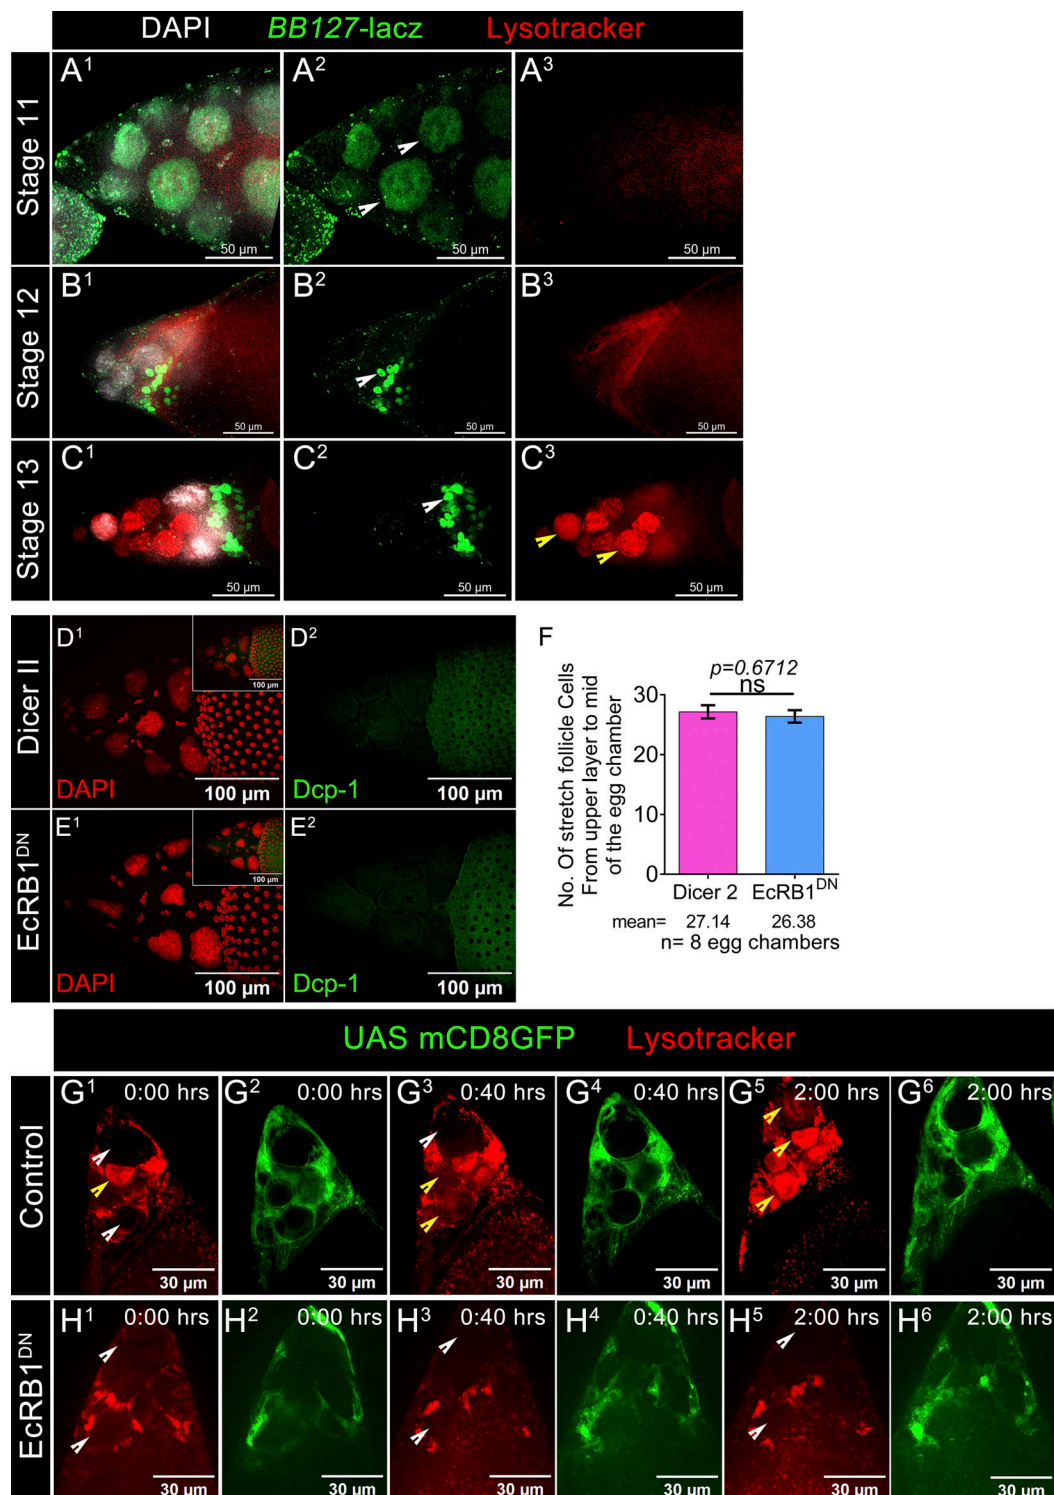 DAPI BB127-lacz Lysotracker
Stage 11
A1 A2 A3
50 µm 50 µm 50 µm
Stage 12
B1 B2 B3
50 µm 50 µm 50 µm
Stage 13
C1 C2 C3
50 µm 50 µm 50 µm
Dicer II
D1 D2
100 µm
DAPI 100 µm Dcp-1 100 µm
EcRB1DN
E1 E2
100 µm
DAPI 100 µm Dcp-1 100 µm
F
p=0.6712
ns
No. Of stretch follicle Cells
From upper layer to mid
of the egg chamber
30
20
10
0
Dicer 2 EcRB1DN
mean= 27.14 26.38
n= 8 egg chambers
UAS mCD8GFP Lysotracker
Control
G1 0:00 hrs G2 0:00 hrs G3 0:40 hrs G4 0:40 hrs G5 2:00 hrs G6 2:00 hrs
30 µm 30 µm 30 µm 30 µm 30 µm 30 µm
EcRB1DN
H1 0:00 hrs H2 0:00 hrs H3 0:40 hrs H4 0:40 hrs H5 2:00 hrs H6 2:00 hrs
30 µm 30 µm 30 µm 30 µm 30 µm 30 µm